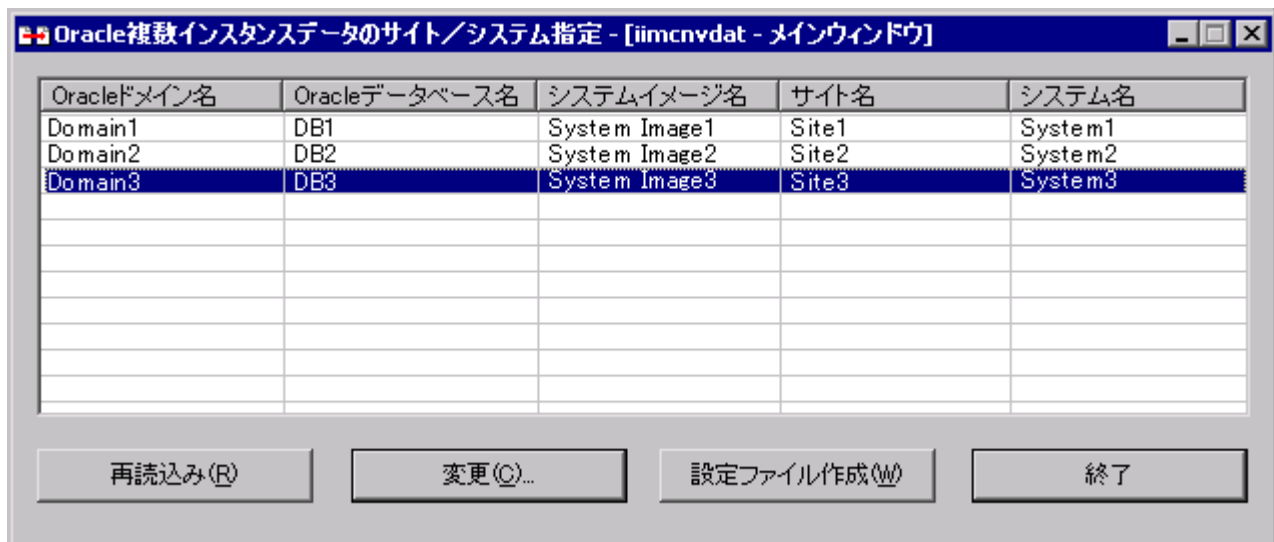 Oracle複数インスタンスデータのサイト／システム指定 - [iimcnvdat - メインウィンドウ]
Oracleドメイン名 Oracleデータベース名 システムイメージ名 サイト名 システム名
Domain1 DB1 System Image1 Site1 System1
Domain2 DB2 System Image2 Site2 System2
Domain3 DB3 System Image3 Site3 System3
再読込み(R) 変更(C)... 設定ファイル作成(W) 終了